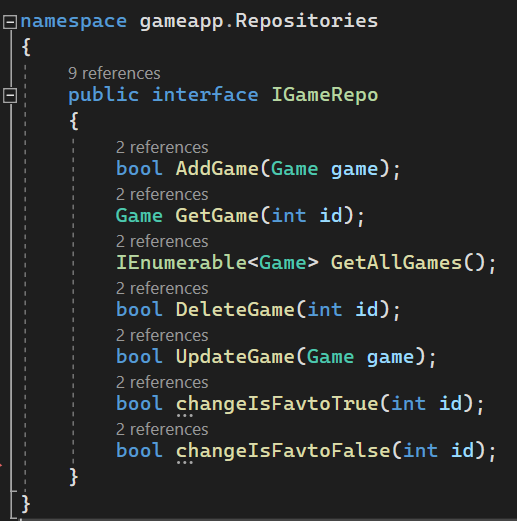 namespace gameapp.Repositories
{
9 references
public interface IGameRepo
{
2 references
bool AddGame(Game game);
2 references
Game GetGame(int id);
2 references
IEnumerable<Game> GetAllGames();
2 references
bool DeleteGame(int id);
2 references
bool UpdateGame(Game game);
2 references
bool changeIsFavtoTrue(int id);
2 references
bool changeIsFavtoFalse(int id);
}
}